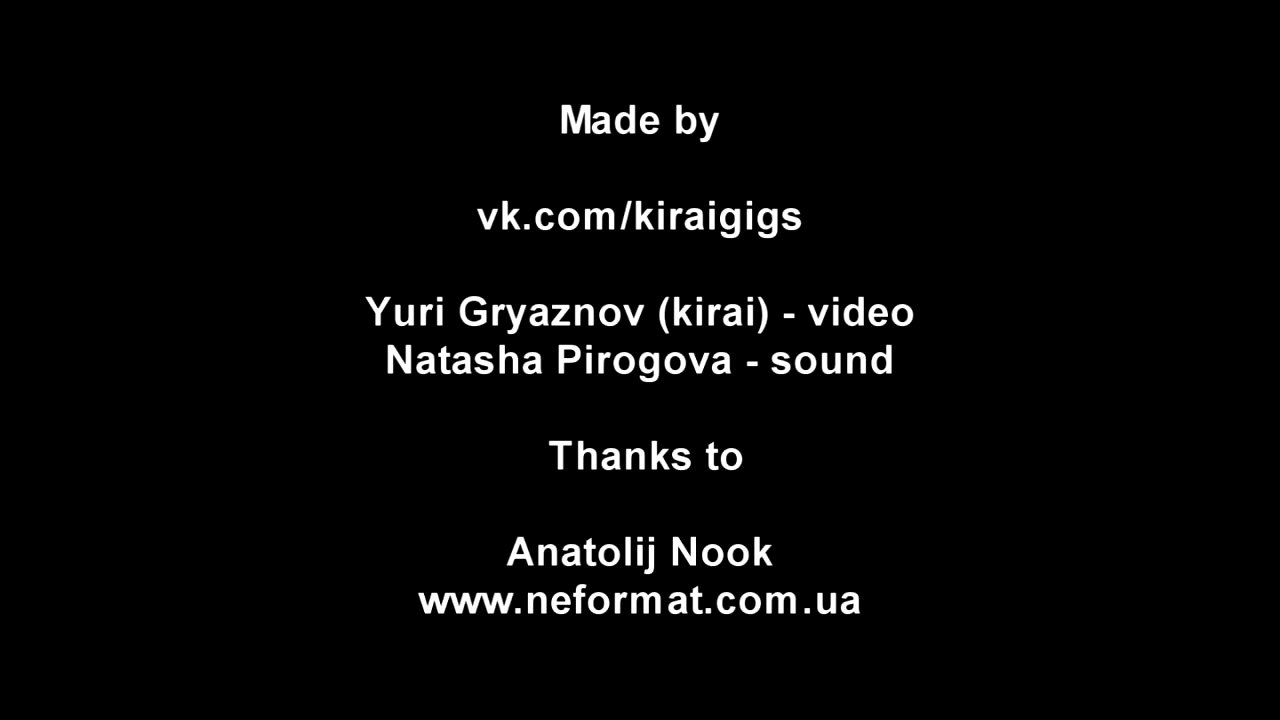 Made by
vk.com/kiraigigs
Yuri Gryaznov (kirai) - video
Natasha Pirogova - sound
Thanks to
Anatolij Nook
www.neformat.com.ua